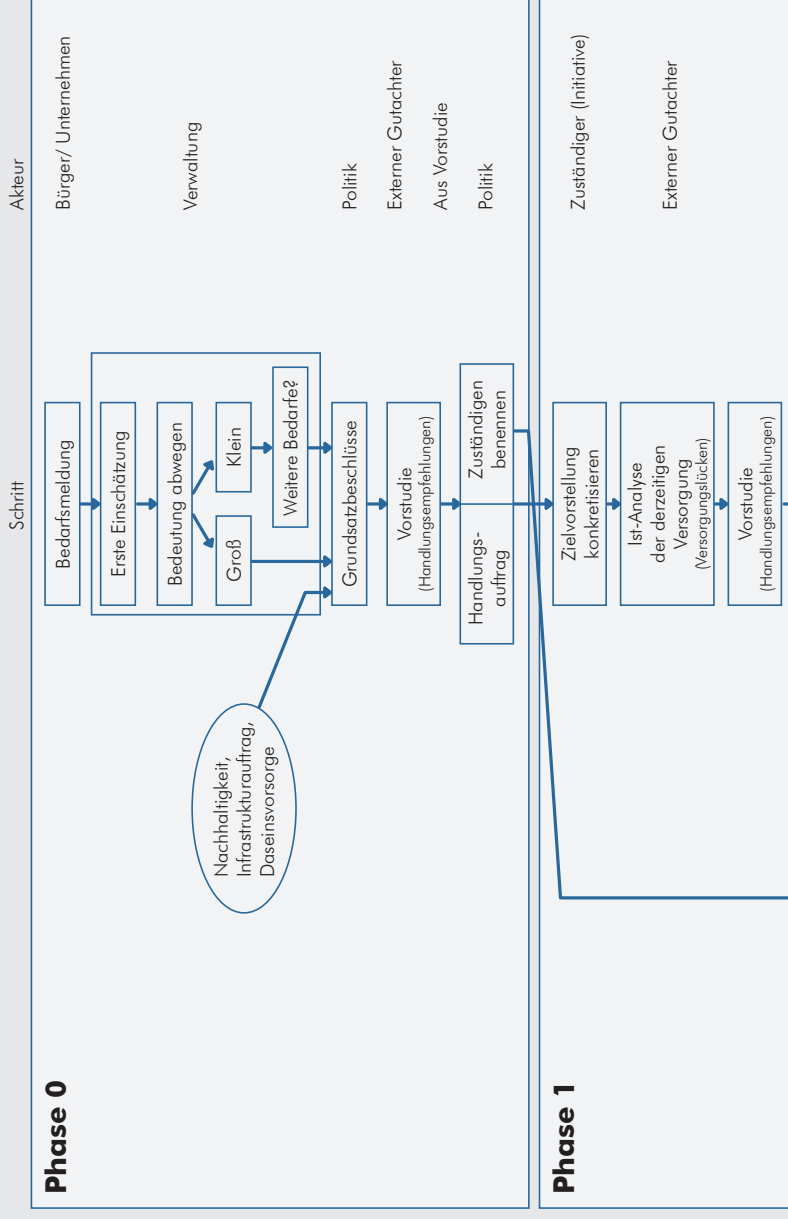 Schritt
Akteur
Phase 0
Bedarfsmeldung
Bürger/ Unternehmen
Erste Einschätzung
Bedeutung abwegen
Verwaltung
Groß
Klein
Weitere Bedarfe?
Nachhaltigkeit,
Infrastrukturauftrag,
Daseinsvorsorge
Grundsatzbeschlüsse
Politik
Vorstudie
(Handlungsempfehlungen)
Externer Gutachter
Aus Vorstudie
Handlungs-
auftrag
Zuständigen
benennen
Politik
Phase 1
Zielvorstellung
konkretisieren
Zuständiger (Initiative)
Ist-Analyse
der derzeitigen
Versorgung
(Versorgungslücken)
Externer Gutachter
Vorstudie
(Handlungsempfehlungen)